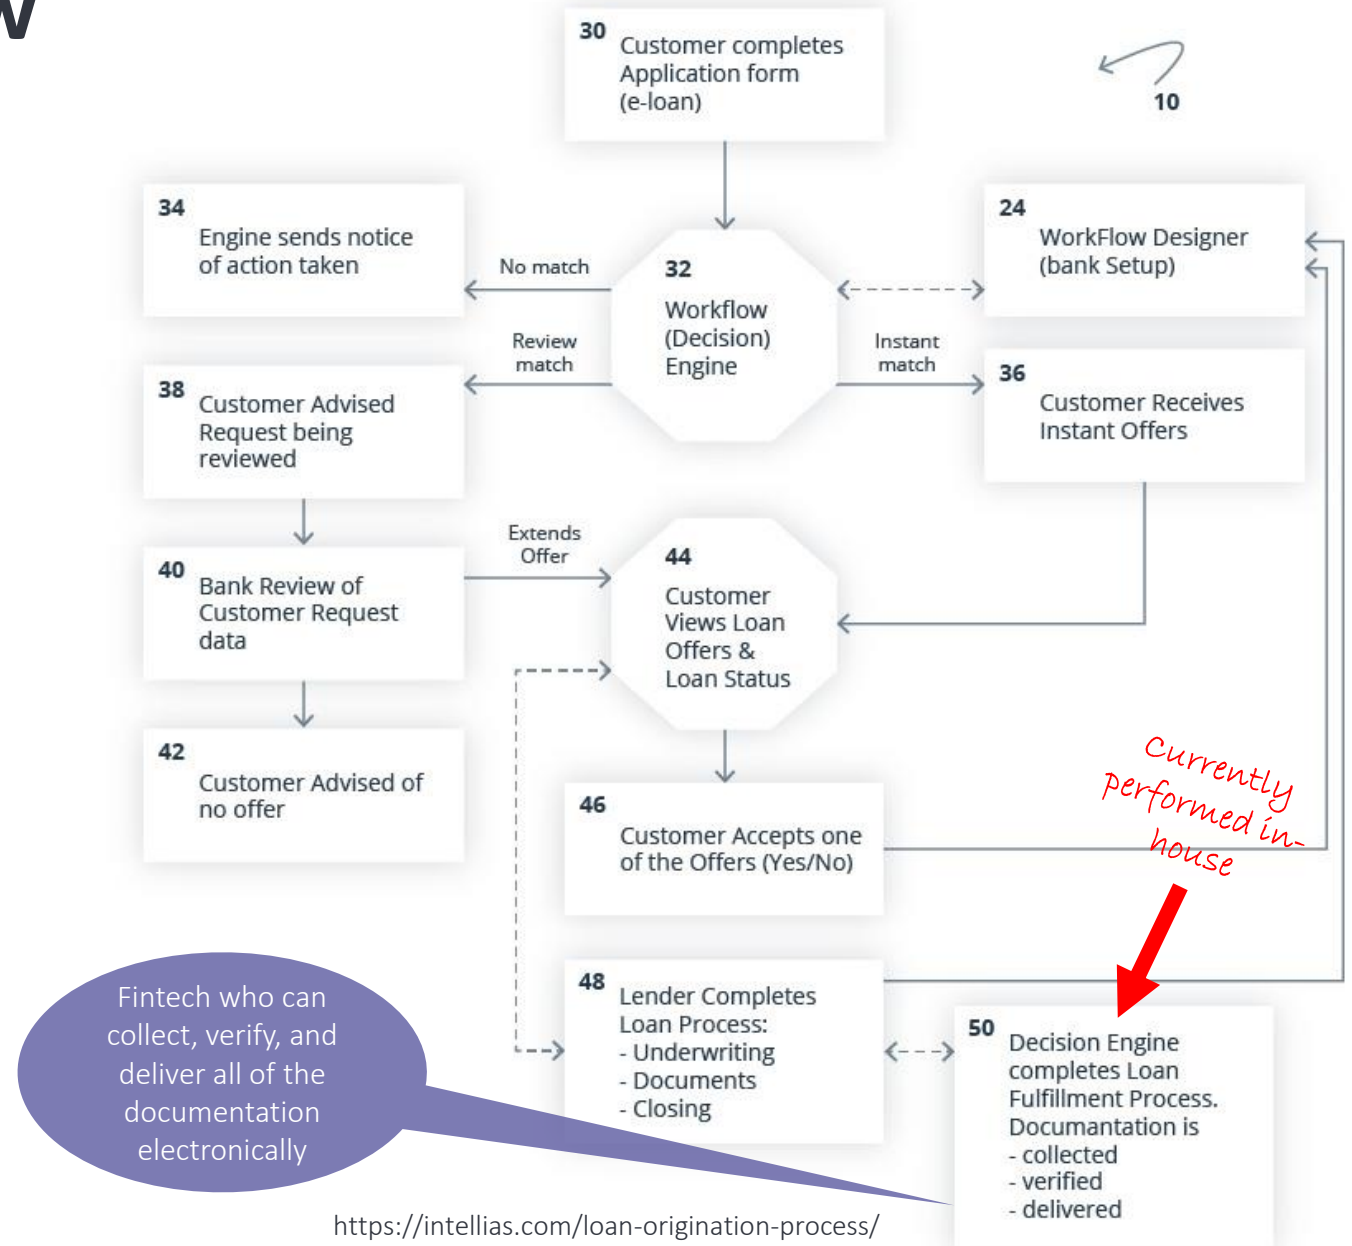 w
30
Customer completes
Application form
(e-loan)
10
34
Engine sends notice
of action taken
No match
32
Workflow
(Decision)
Engine
24
WorkFlow Designer
(bank Setup)
Review
match
Instant
match
38
Customer Advised
Request being
reviewed
36
Customer Receives
Instant Offers
Extends
Offer
40
Bank Review of
Customer Request
data
44
Customer
Views Loan
Offers &
Loan Status
42
Customer Advised of
no offer
46
Customer Accepts one
of the Offers (Yes/No)
Currently
performed in-
house
Fintech who can
collect, verify, and
deliver all of the
documentation
electronically
48
Lender Completes
Loan Process:
- Underwriting
- Documents
- Closing
50
Decision Engine
completes Loan
Fulfillment Process.
Documantation is
- collected
- verified
- delivered
https://intellias.com/loan-origination-process/